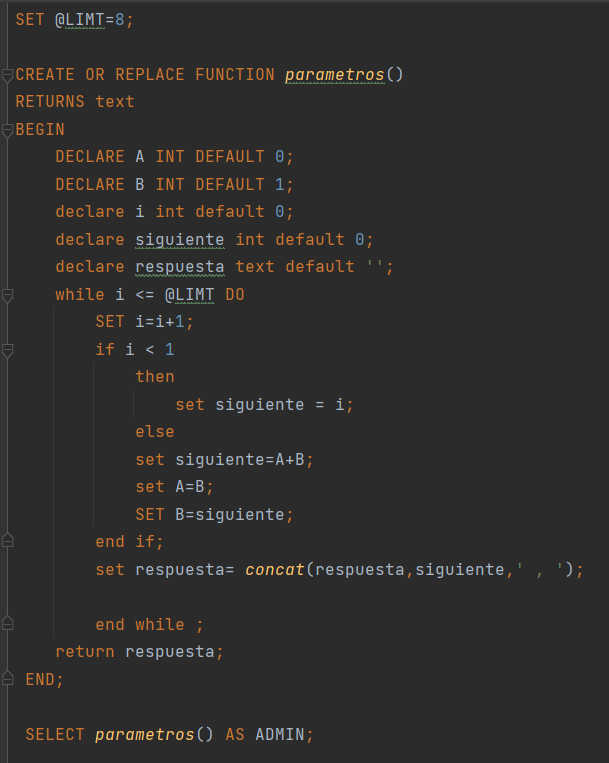 SET @LIMT=8;
CREATE OR REPLACE FUNCTION parametros()
RETURNS text
BEGIN
    DECLARE A INT DEFAULT 0;
    DECLARE B INT DEFAULT 1;
    declare i int default 0;
    declare siguiente int default 0;
    declare respuesta text default '';
    while i <= @LIMT DO
        SET i=i+1;
        if i < 1
            then
                set siguiente = i;
            else
            set siguiente=A+B;
            set A=B;
            SET B=siguiente;
        end if;
        set respuesta= concat(respuesta,siguiente,' , ');
        end while ;
    return respuesta;
 END;
 SELECT parametros() AS ADMIN;